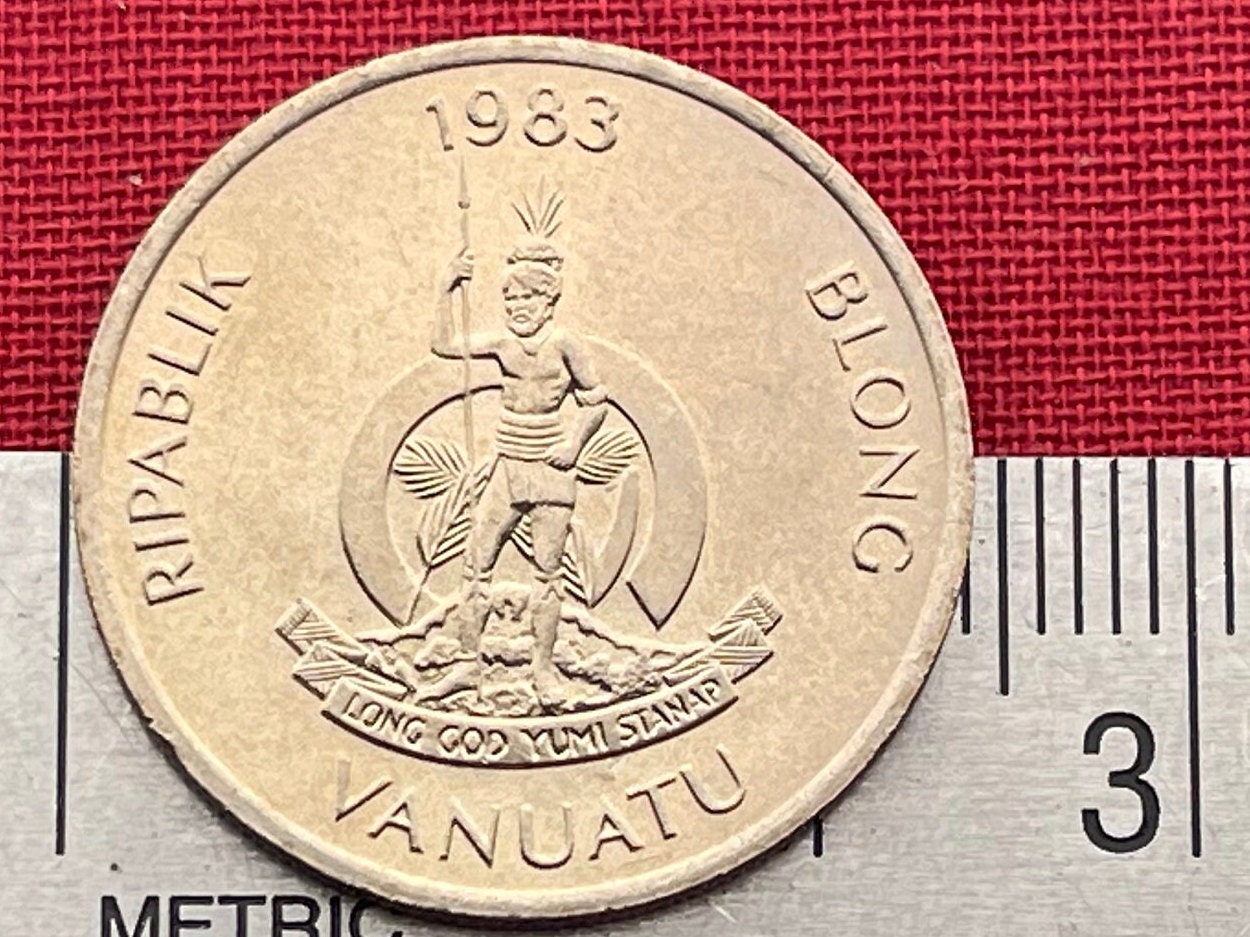 1983
RIPABLIK
BLONG
LONG GOD YUMI STANAP
VANUATU
3
METRIC